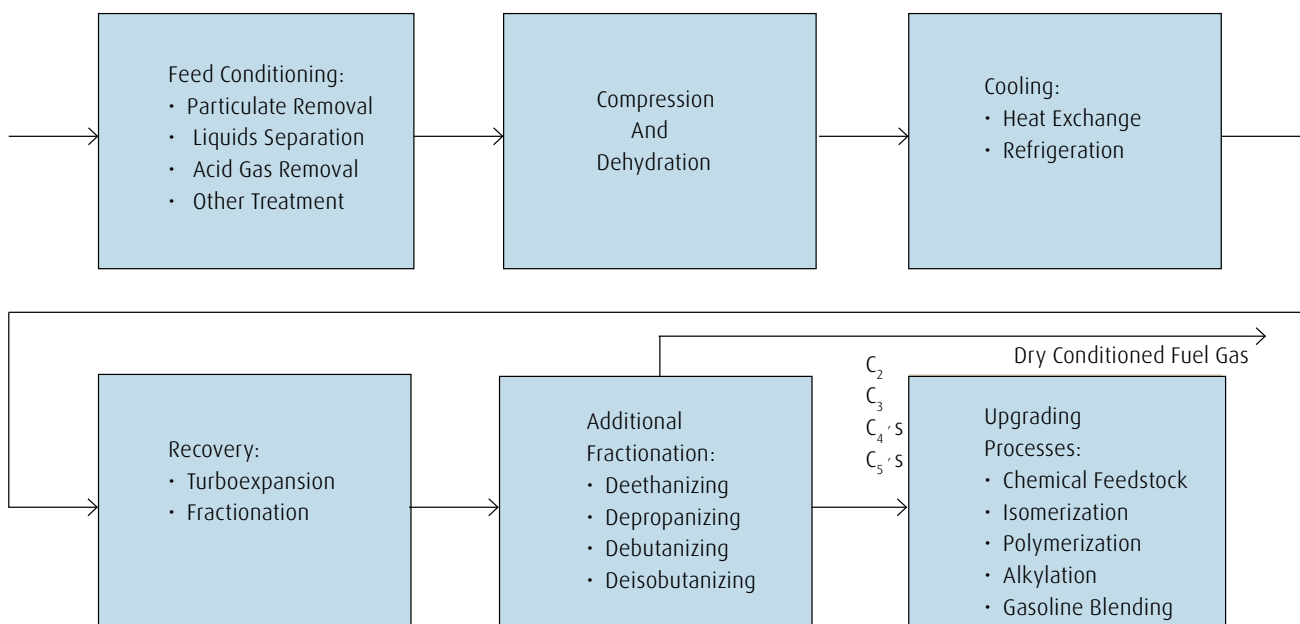 Feed Conditioning:
• Particulate Removal
• Liquids Separation
• Acid Gas Removal
• Other Treatment
Compression
And
Dehydration
Cooling:
• Heat Exchange
• Refrigeration
Dry Conditioned Fuel Gas
Recovery:
• Turboexpansion
• Fractionation
Additional
Fractionation:
• Deethanizing
• Depropanizing
• Debutanizing
• Deisobutanizing
C₂
C₃
C₄´s
C₅´s
Upgrading
Processes:
• Chemical Feedstock
• Isomerization
• Polymerization
• Alkylation
• Gasoline Blending